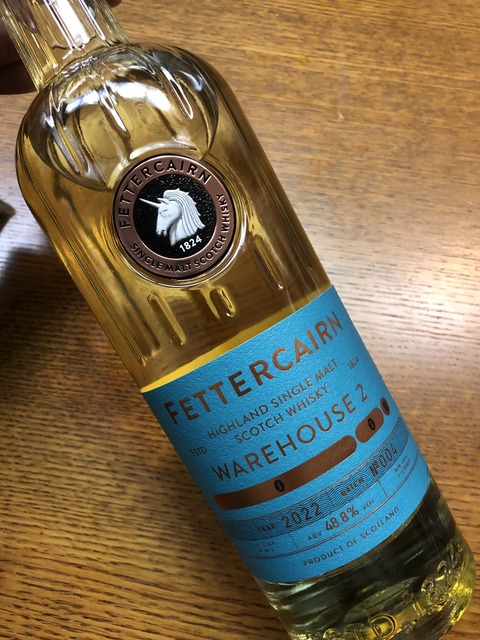 FETTERCAIRN
1824
SINGLE MALT SCOTCH WHISKY
FETTERCAIRN
HIGHLAND SINGLE MALT
SCOTCH WHISKY
ESTD 1824
WAREHOUSE 2
YEAR 2022 BATCH Nº004
ABV 48.8% VOL
PRODUCT OF SCOTLAND